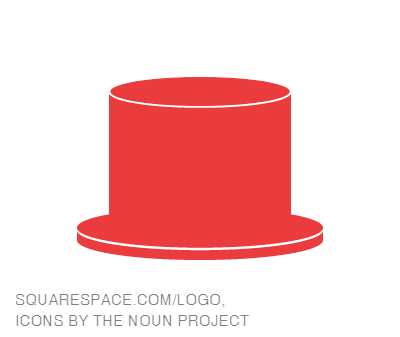 SQUARESPACE.COM/LOGO,
ICONS BY THE NOUN PROJECT